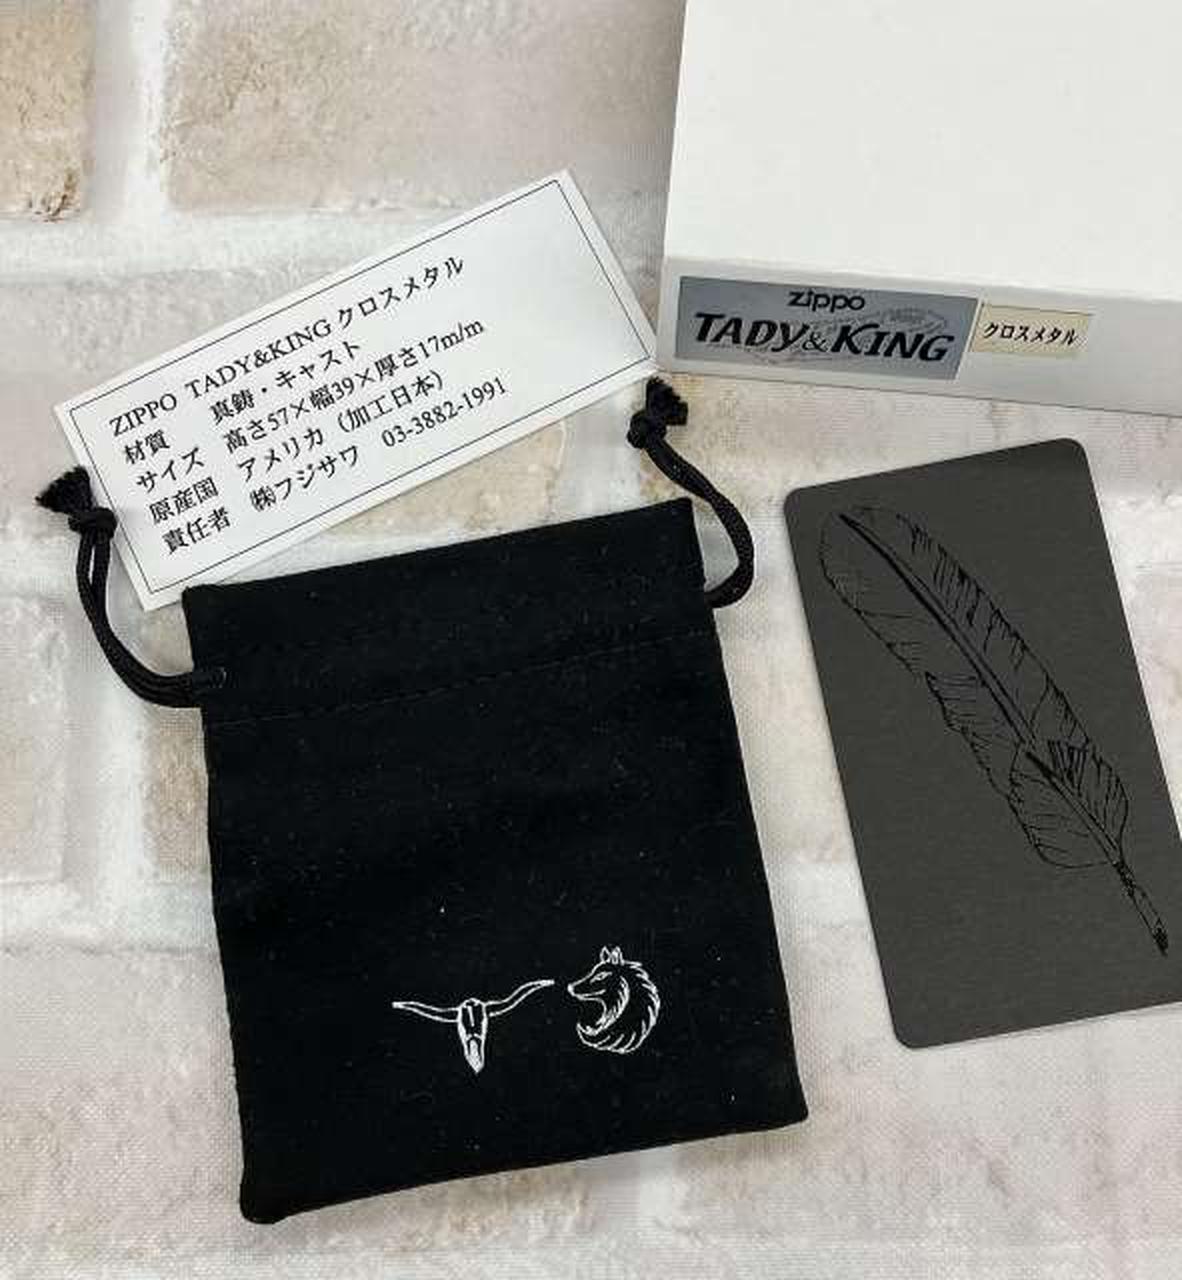 ZIPPO TADY&KING クロスメタル
材質 真鋳・キャスト
サイズ 高さ57×幅39×厚さ17m/m
原産国 アメリカ（加工日本）
責任者 ㈱フジサワ 03-3882-1991
zippo
TADY&KING
クロスメタル